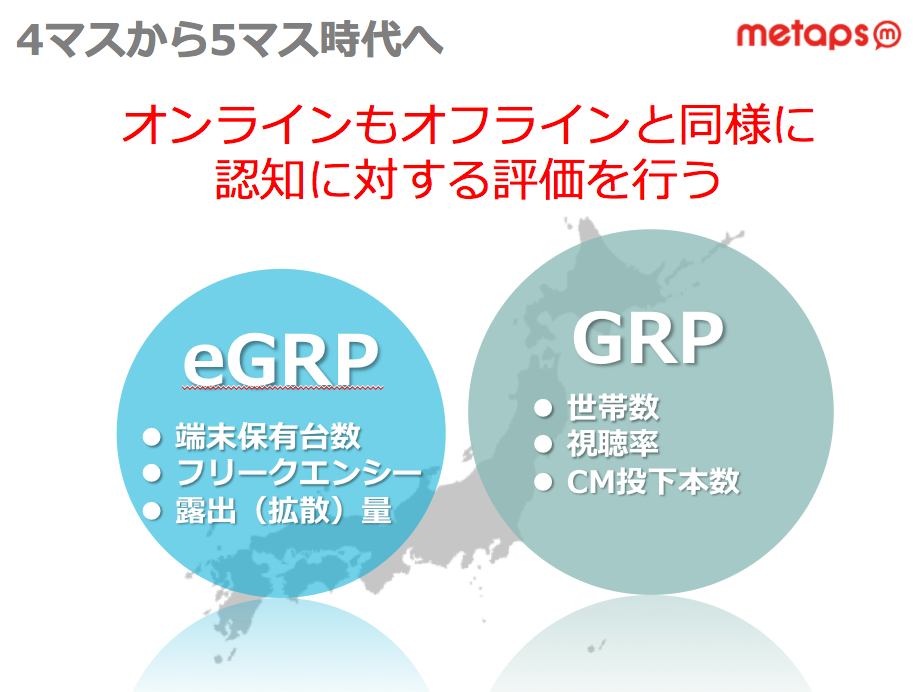 4マスから5マス時代へ
metaps m
オンラインもオフラインと同様に
認知に対する評価を行う
eGRP
● 端末保有台数
● フリークエンシー
● 露出（拡散）量
GRP
● 世帯数
● 視聴率
● CM投下本数